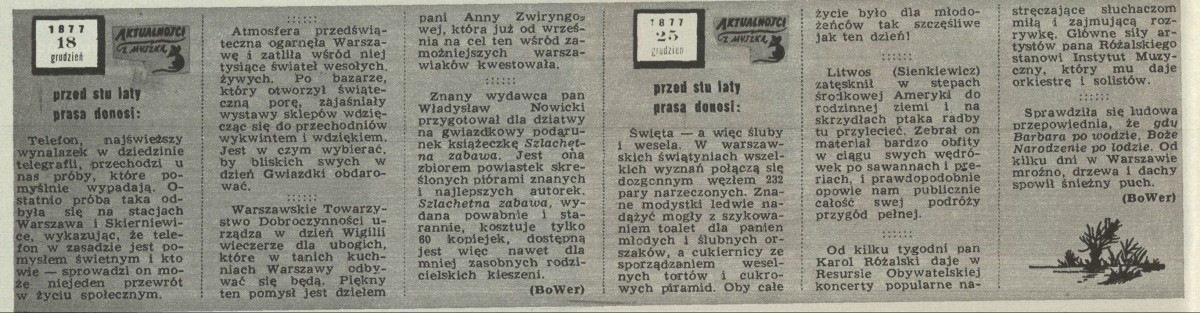 1877
18
grudzień
AKTUALNOŚCI
Z MYSZKĄ
przed stu laty
prasa donosi:
Telefon, najświeższy
wynalazek w dziedzinie
telegrafii, przechodzi u
nas próby, które po-
myślnie wypadają. O-
statnio próba taka od-
była się na stacjach
Warszawa i Skierniewi-
ce, wykazując, że tele-
fon w zasadzie jest po-
mysłem świetnym i kto
wie — sprowadzi on mo-
że niejeden przewrót
w życiu społecznym.
::::::
Atmosfera przedświą-
teczna ogarnęła Warsza-
wę i zatliła wśród niej
tysiące świateł wesołych,
żywych. Po bazarze,
który otworzył świąte-
czną porę, zajaśniały
wystawy sklepów wdzię-
cząc się do przechodniów
wykwintem i wdziękiem.
Jest w czym wybierać,
by bliskich swych w
dzień Gwiazdki obdaro-
wać.
::::::
Warszawskie Towarzy-
stwo Dobroczynności u-
rządza w dzień Wigilii
wieczerze dla ubogich,
które w tanich kuch-
niach Warszawy odby-
wać się będą. Piękny
ten pomysł jest dziełem
pani Anny Zwiryngo-
wej, która już od wrześ-
nia na cel ten wśród za-
możniejszych warsza-
wiaków kwestowała.
::::::
Znany wydawca pan
Władysław Nowicki
przygotował dla dziatwy
na gwiazdkowy podaru-
nek książeczkę Szlachet-
na zabawa. Jest ona
zbiorem powiastek skre-
ślonych piórami znanych
i najlepszych autorek.
Szlachetna zabawa, wy-
dana powabnie i sta-
rannie, kosztuje tylko
60 kopiejek, dostępną
jest więc nawet dla
mniej zasobnych rodzi-
cielskich kieszeni.
(BoWer)
1877
25
grudzień
AKTUALNOŚCI
Z MYSZKĄ
przed stu laty
prasa donosi:
Święta — a więc śluby
i wesela. W warszaw-
skich świątyniach wszel-
kich wyznań połączą się
dozgonnym węzłem 232
pary narzeczonych. Zna-
ne modystki ledwie na-
dążyć mogły z szykowa-
niem toalet dla panien
młodych i ślubnych or-
szaków, a cukiernicy ze
sporządzaniem wesel-
nych tortów i cukro-
wych piramid. Oby całe
życie było dla młodo-
żeńców tak szczęśliwe
jak ten dzień!
::::::
Litwos (Sienkiewicz)
zatęsknił w stepach
środkowej Ameryki do
rodzinnej ziemi i na
skrzydłach ptaka radby
tu przylecieć. Zebrał on
materiał bardzo obfity
w ciągu swych wędró-
wek po sawannach i pre-
riach, i prawdopodobnie
opowie nam publicznie
całość swej podróży
przygód pełnej.
::::::
Od kilku tygodni pan
Karol Różalski daje w
Resursie Obywatelskiej
koncerty popularne na-
stręczające słuchaczom
miłą i zajmującą roz-
rywkę. Główne siły ar-
tystów pana Różalskiego
stanowi Instytut Muzy-
czny, który mu daje
orkiestrę i solistów.
::::::
Sprawdziła się ludowa
przepowiednia, że gdy
Barbara po wodzie, Boże
Narodzenie po lodzie. Od
kilku dni w Warszawie
mroźno, drzewa i dachy
spowił śnieżny puch.
(BoWer)